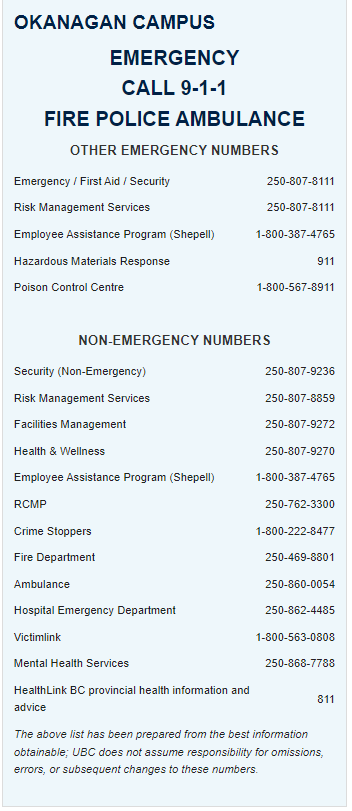 OKANAGAN CAMPUS
EMERGENCY
CALL 9-1-1
FIRE POLICE AMBULANCE
OTHER EMERGENCY NUMBERS
Emergency / First Aid / Security 250-807-8111
Risk Management Services 250-807-8111
Employee Assistance Program (Shepell) 1-800-387-4765
Hazardous Materials Response 911
Poison Control Centre 1-800-567-8911
NON-EMERGENCY NUMBERS
Security (Non-Emergency) 250-807-9236
Risk Management Services 250-807-8859
Facilities Management 250-807-9272
Health & Wellness 250-807-9270
Employee Assistance Program (Shepell) 1-800-387-4765
RCMP 250-762-3300
Crime Stoppers 1-800-222-8477
Fire Department 250-469-8801
Ambulance 250-860-0054
Hospital Emergency Department 250-862-4485
Victimlink 1-800-563-0808
Mental Health Services 250-868-7788
HealthLink BC provincial health information and
advice 811
The above list has been prepared from the best information
obtainable; UBC does not assume responsibility for omissions,
errors, or subsequent changes to these numbers.